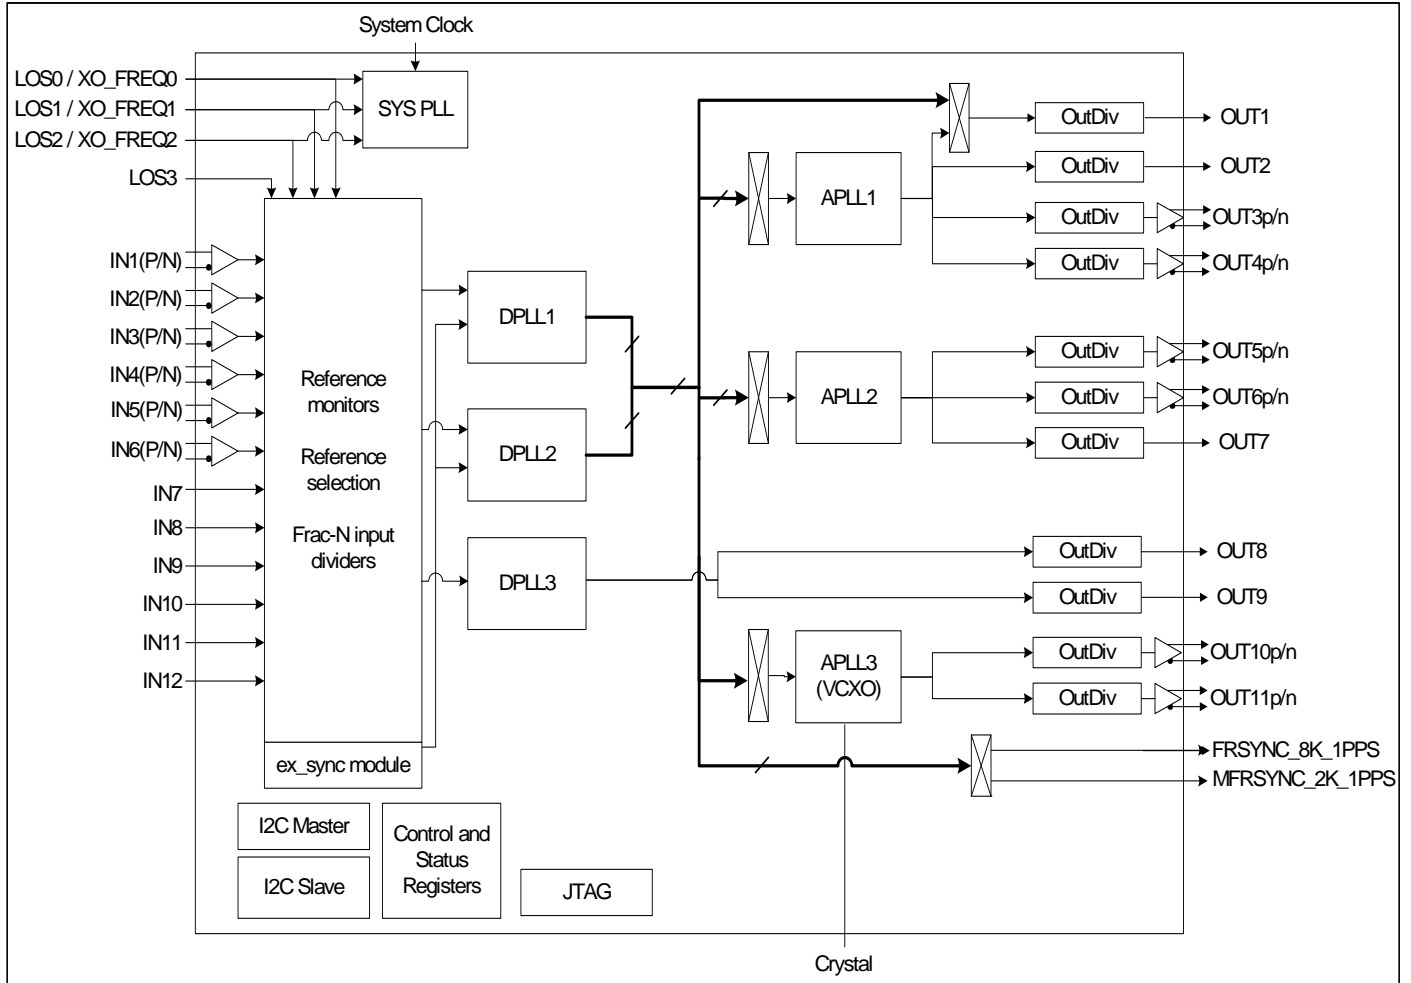 System Clock
LOS0 / XO_FREQ0
LOS1 / XO_FREQ1
LOS2 / XO_FREQ2
LOS3
SYS PLL
IN1(P/N)
IN2(P/N)
IN3(P/N)
IN4(P/N)
IN5(P/N)
IN6(P/N)
IN7
IN8
IN9
IN10
IN11
IN12
Reference
monitors
Reference
selection
Frac-N input
dividers
ex_sync module
DPLL1
DPLL2
DPLL3
APLL1
APLL2
APLL3
(VCXO)
OutDiv
OUT1
OutDiv
OUT2
OutDiv
OUT3p/n
OutDiv
OUT4p/n
OutDiv
OUT5p/n
OutDiv
OUT6p/n
OutDiv
OUT7
OutDiv
OUT8
OutDiv
OUT9
OutDiv
OUT10p/n
OutDiv
OUT11p/n
FRSYNC_8K_1PPS
MFRSYNC_2K_1PPS
I2C Master
I2C Slave
Control and
Status
Registers
JTAG
Crystal